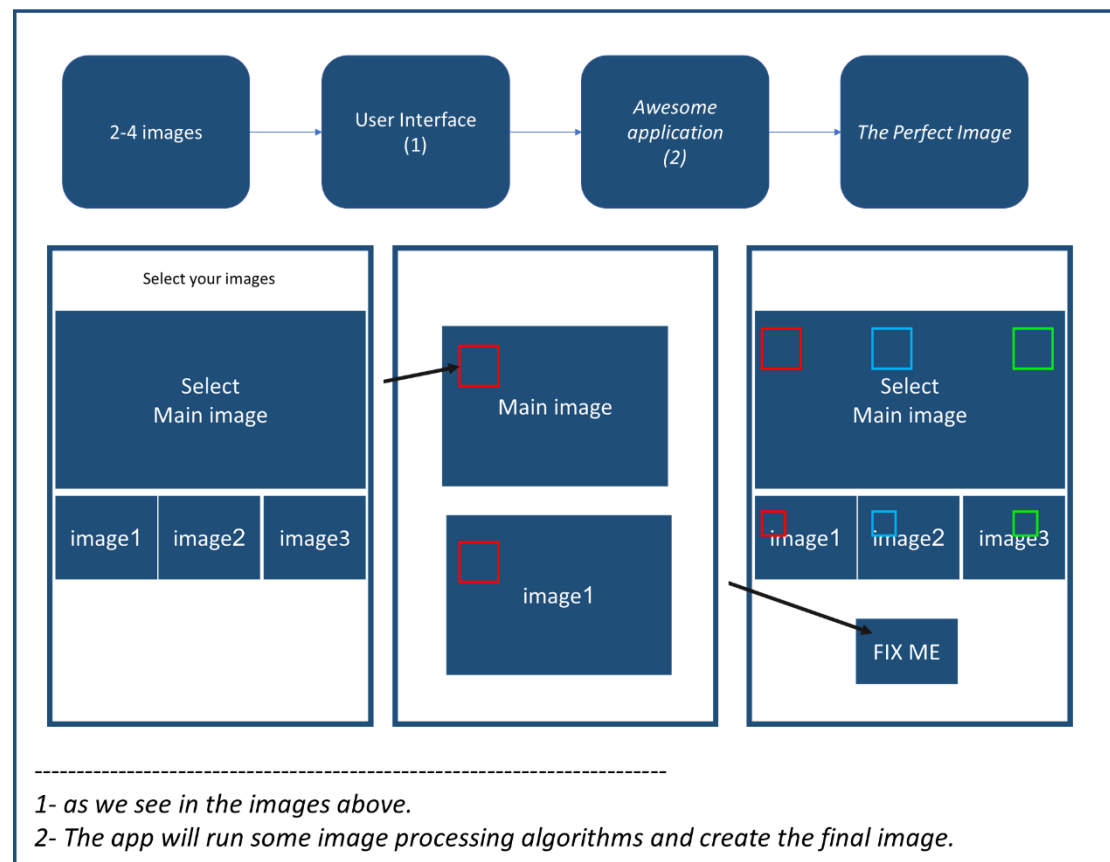 2-4 images
User Interface
(1)
Awesome
application
(2)
The Perfect Image
Select your images
Select
Main image
image1
image2
image3
Main image
image1
Select
Main image
image1
image2
image3
FIX ME
--------------------------------------------------------------------------
1- as we see in the images above.
2- The app will run some image processing algorithms and create the final image.